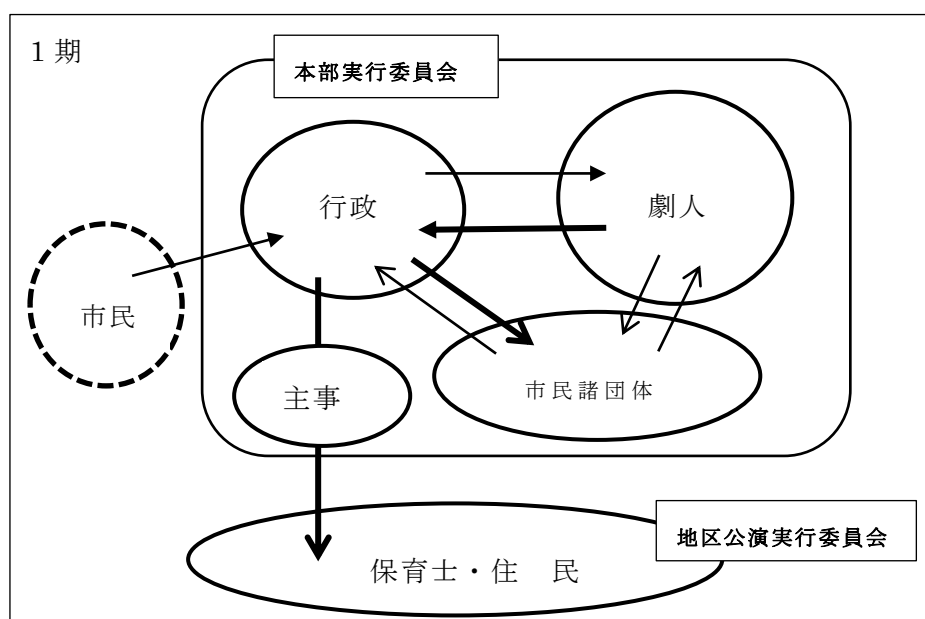 1期
本部実行委員会
行政
劇人
市民
主事
市民諸団体
地区公演実行委員会
保育士・住　民